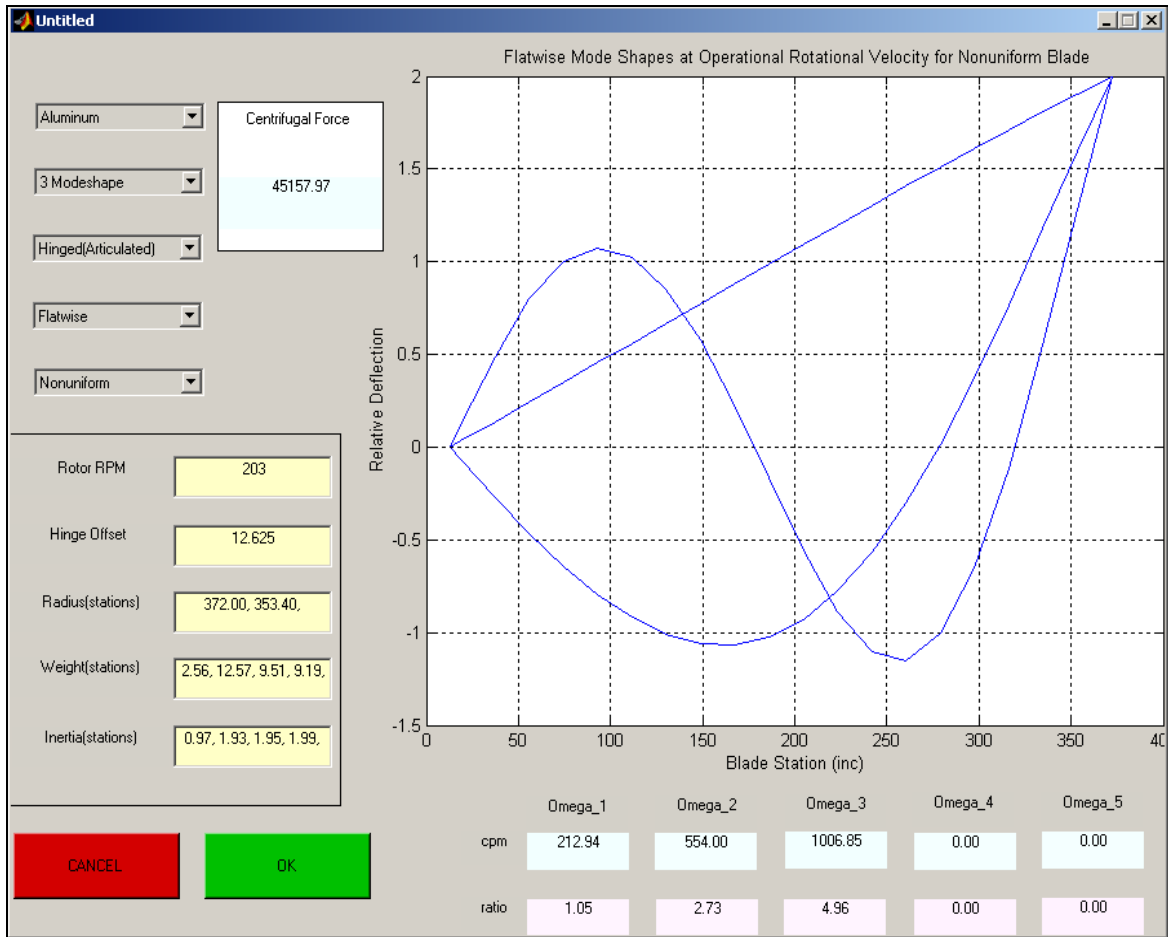 Untitled
Flatwise Mode Shapes at Operational Rotational Velocity for Nonuniform Blade
Aluminum
3 Modeshape
Hinged(Articulated)
Flatwise
Nonuniform
Centrifugal Force
45157.97
Rotor RPM
203
Hinge Offset
12.625
Radius(stations)
372.00, 353.40,
Weight(stations)
2.56, 12.57, 9.51, 9.19,
Inertia(stations)
0.97, 1.93, 1.95, 1.99,
CANCEL
OK
Relative Deflection
2
1.5
1
0.5
0
-0.5
-1
-1.5
0 50 100 150 200 250 300 350 40
Blade Station (inc)
Omega_1 Omega_2 Omega_3 Omega_4 Omega_5
cpm 212.94 554.00 1006.85 0.00 0.00
ratio 1.05 2.73 4.96 0.00 0.00